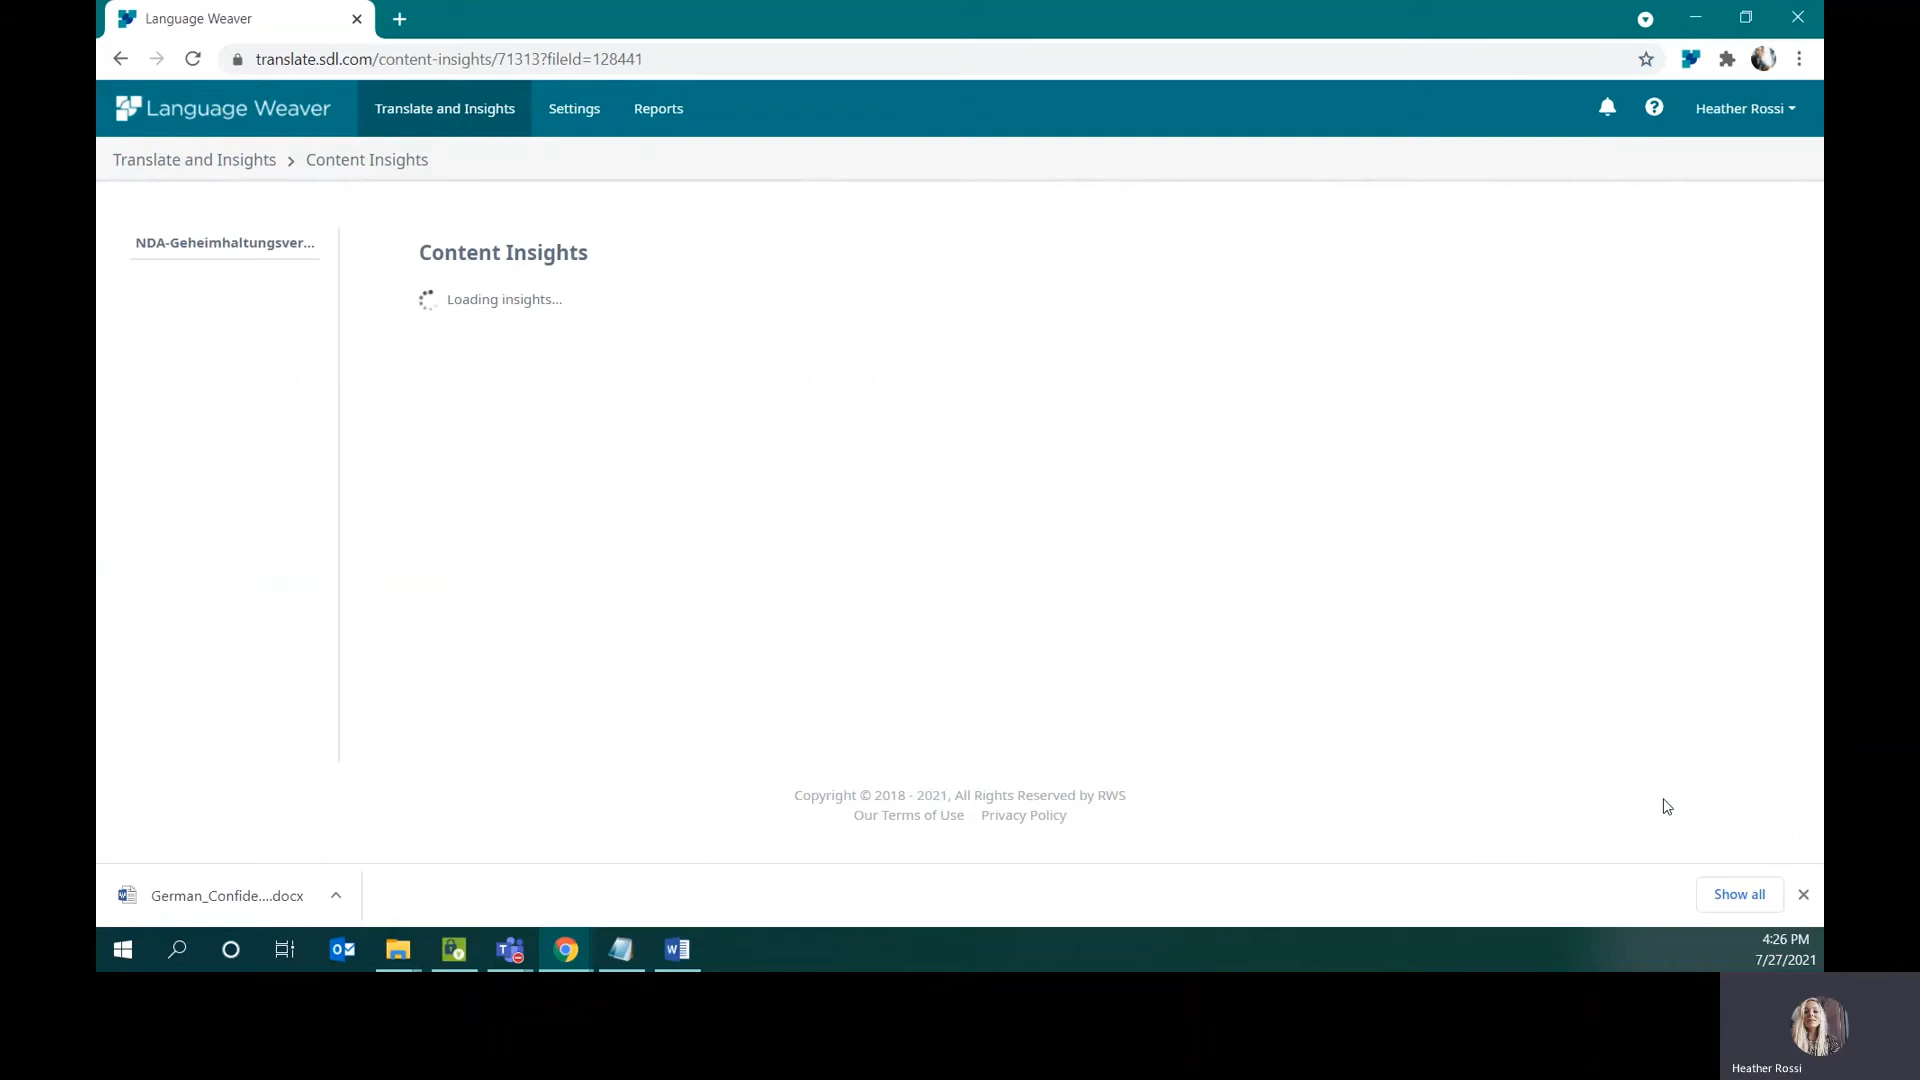 Language Weaver
translate.sdl.com/content-insights/71313?fileId=128441
Language Weaver
Translate and Insights
Settings
Reports
Heather Rossi
Translate and Insights > Content Insights
NDA-Geheimhaltungsver...
Content Insights
Loading insights...
Copyright © 2018 - 2021, All Rights Reserved by RWS
Our Terms of Use Privacy Policy
German_Confide....docx
Show all
4:26 PM
7/27/2021
Heather Rossi